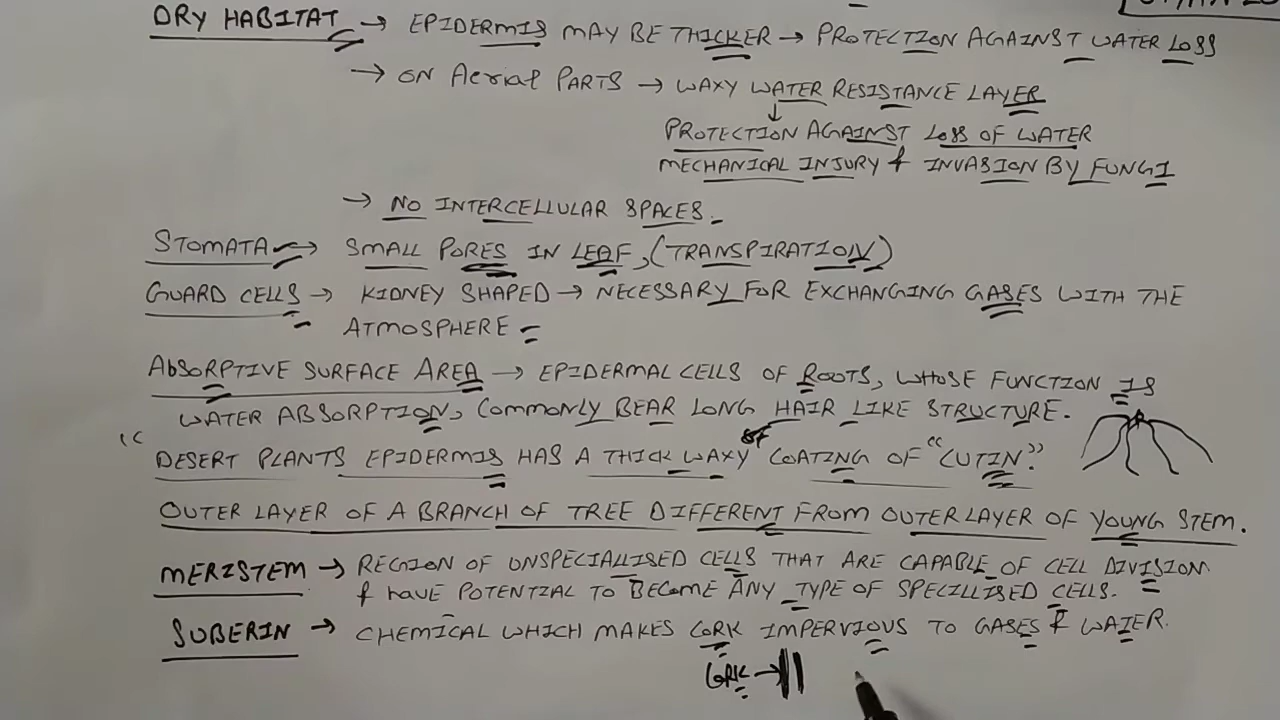 DRY HABITAT → EPIDERMIS MAY BE THICKER → PROTECTION AGAINST WATER LOSS
→ ON AERIAL PARTS → WAXY WATER RESISTANCE LAYER
↓
PROTECTION AGAINST LOSS OF WATER
MECHANICAL INJURY & INVASION BY FUNGI
→ NO INTERCELLULAR SPACES.
STOMATA → SMALL PORES IN LEAF, (TRANSPIRATION)
GUARD CELLS → KIDNEY SHAPED → NECESSARY FOR EXCHANGING GASES WITH THE
ATMOSPHERE
ABSORPTIVE SURFACE AREA → EPIDERMAL CELLS OF ROOTS, WHOSE FUNCTION IS
WATER ABSORPTION, COMMONLY BEAR LONG HAIR LIKE STRUCTURE.
"DESERT PLANTS EPIDERMIS HAS A THICK WAXY COATING OF "CUTIN".
OUTER LAYER OF A BRANCH OF TREE DIFFERENT FROM OUTER LAYER OF YOUNG STEM.
MERISTEM → REGION OF UNSPECIALLISED CELLS THAT ARE CAPABLE OF CELL DIVISION
& HAVE POTENTIAL TO BECOME ANY TYPE OF SPECILLISED CELLS.
SUBERIN → CHEMICAL WHICH MAKES CORK IMPERVIOUS TO GASES & WATER.
CORK →